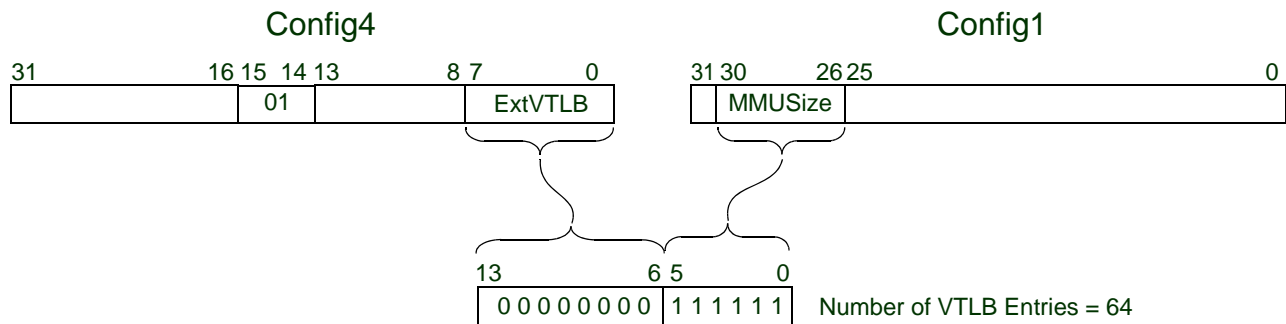 Config4 Config1
31 16 15 14 13 8 7 0 31 30 26 25 0
01 ExtVTLB MMUSize
13 6 5 0
0 0 0 0 0 0 0 0 1 1 1 1 1 1 Number of VTLB Entries = 64